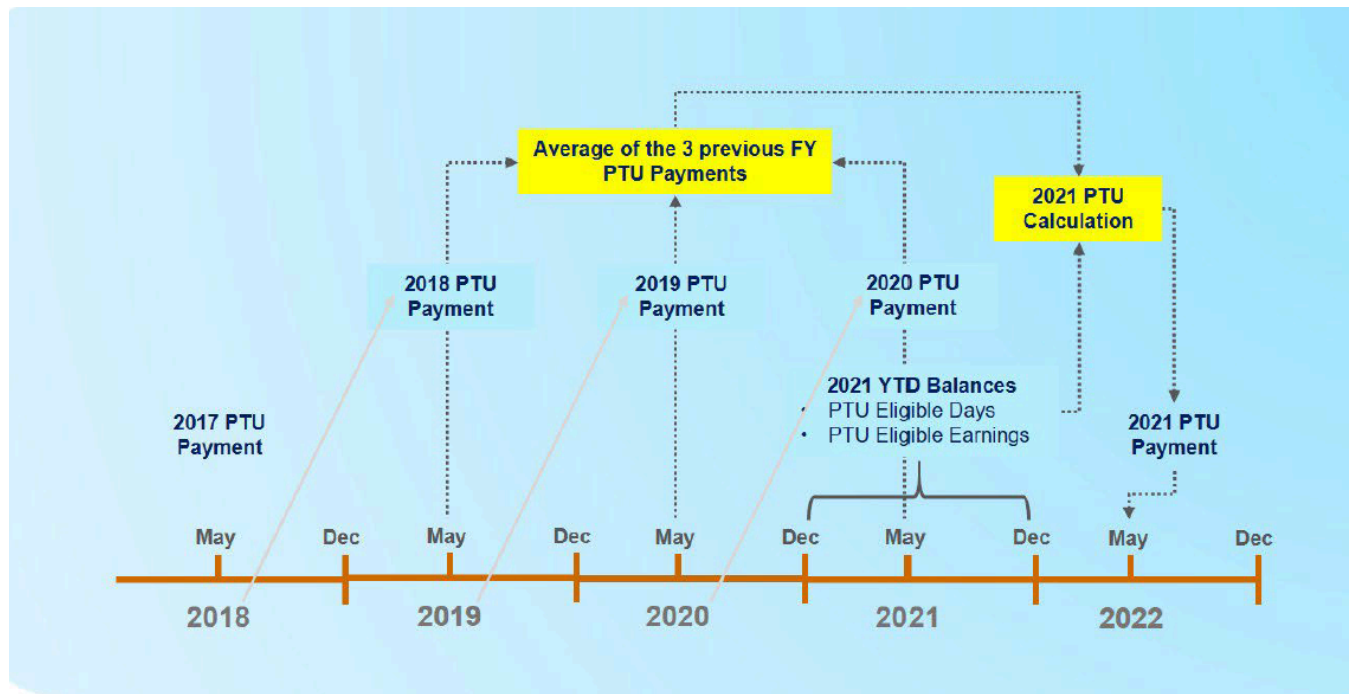 Average of the 3 previous FY
PTU Payments
2021 PTU
Calculation
2018 PTU
Payment
2019 PTU
Payment
2020 PTU
Payment
2021 YTD Balances
• PTU Eligible Days
• PTU Eligible Earnings
2017 PTU
Payment
2021 PTU
Payment
May Dec May Dec May Dec May Dec May Dec
2018 2019 2020 2021 2022